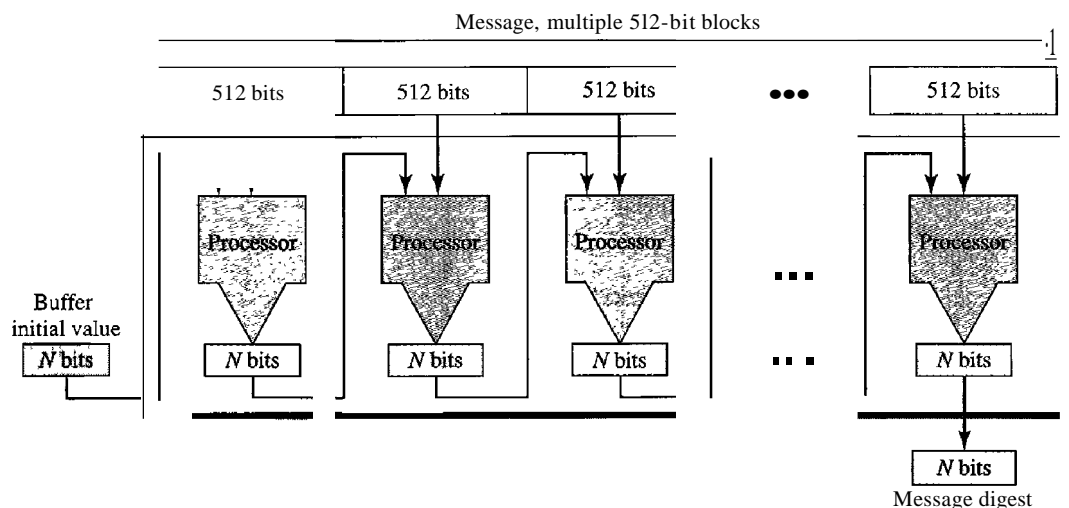 Message, multiple 5l2-bit blocks
512 bits
512 bits
512 bits
512 bits
Processor
Processor
Processor
Processor
Buffer
initial value
N bits
N bits
N bits
N bits
N bits
N bits
Message digest